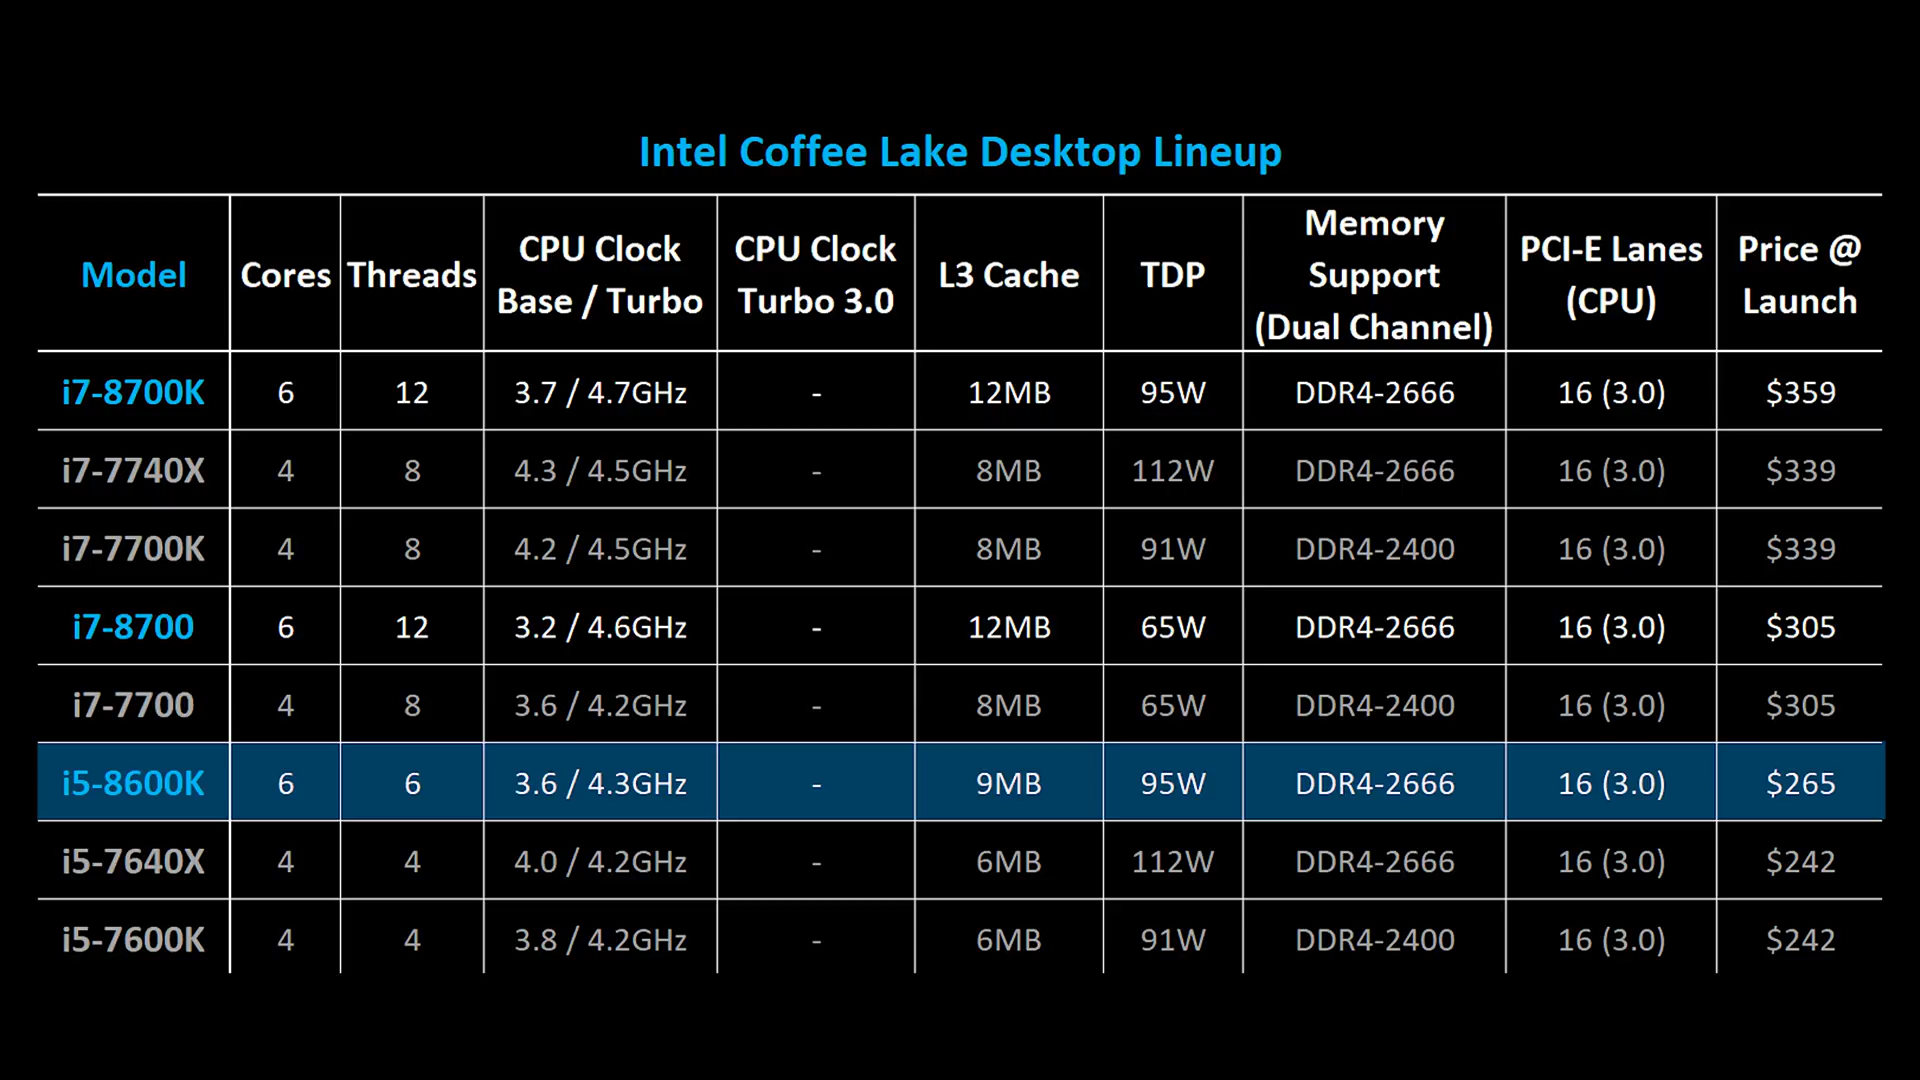 Intel Coffee Lake Desktop Lineup
Model Cores Threads CPU Clock Base / Turbo CPU Clock Turbo 3.0 L3 Cache TDP Memory Support (Dual Channel) PCI-E Lanes (CPU) Price @ Launch
i7-8700K 6 12 3.7 / 4.7GHz - 12MB 95W DDR4-2666 16 (3.0) $359
i7-7740X 4 8 4.3 / 4.5GHz - 8MB 112W DDR4-2666 16 (3.0) $339
i7-7700K 4 8 4.2 / 4.5GHz - 8MB 91W DDR4-2400 16 (3.0) $339
i7-8700 6 12 3.2 / 4.6GHz - 12MB 65W DDR4-2666 16 (3.0) $305
i7-7700 4 8 3.6 / 4.2GHz - 8MB 65W DDR4-2400 16 (3.0) $305
i5-8600K 6 6 3.6 / 4.3GHz - 9MB 95W DDR4-2666 16 (3.0) $265
i5-7640X 4 4 4.0 / 4.2GHz - 6MB 112W DDR4-2666 16 (3.0) $242
i5-7600K 4 4 3.8 / 4.2GHz - 6MB 91W DDR4-2400 16 (3.0) $242